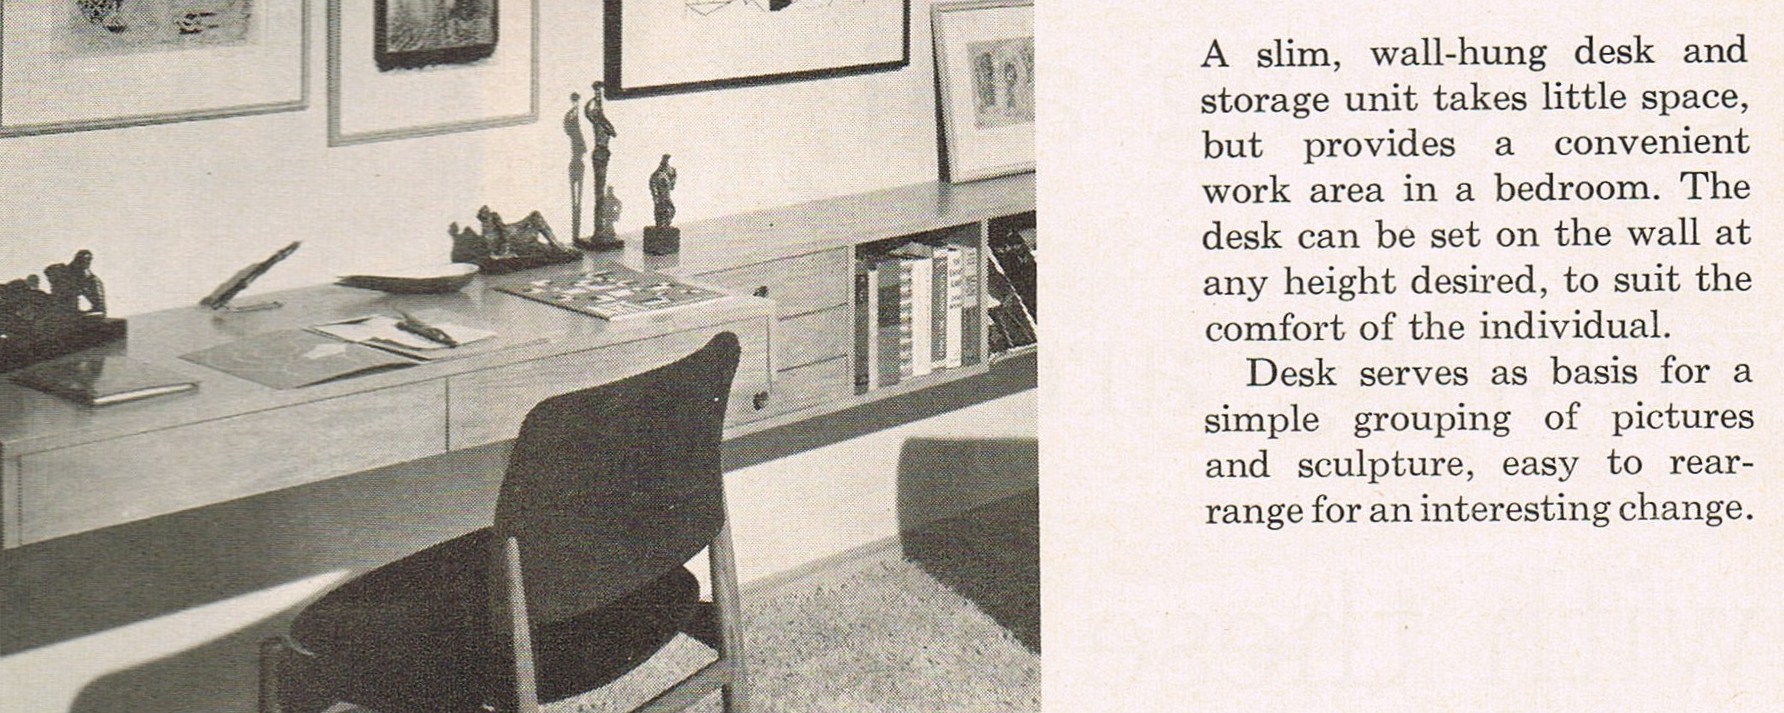 A slim, wall-hung desk and
storage unit takes little space,
but provides a convenient
work area in a bedroom. The
desk can be set on the wall at
any height desired, to suit the
comfort of the individual.
Desk serves as basis for a
simple grouping of pictures
and sculpture, easy to rear-
range for an interesting change.